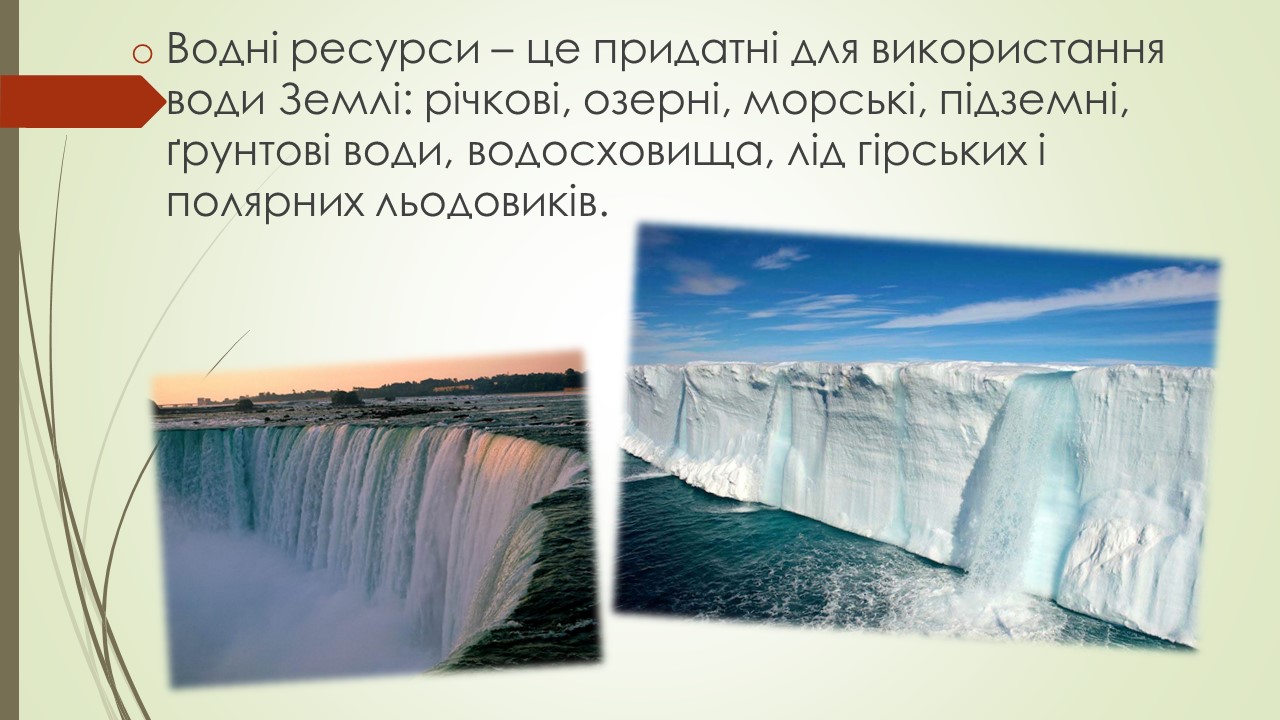 Водні ресурси – це придатні для використання
води Землі: річкові, озерні, морські, підземні,
ґрунтові води, водосховища, лід гірських і
полярних льодовиків.